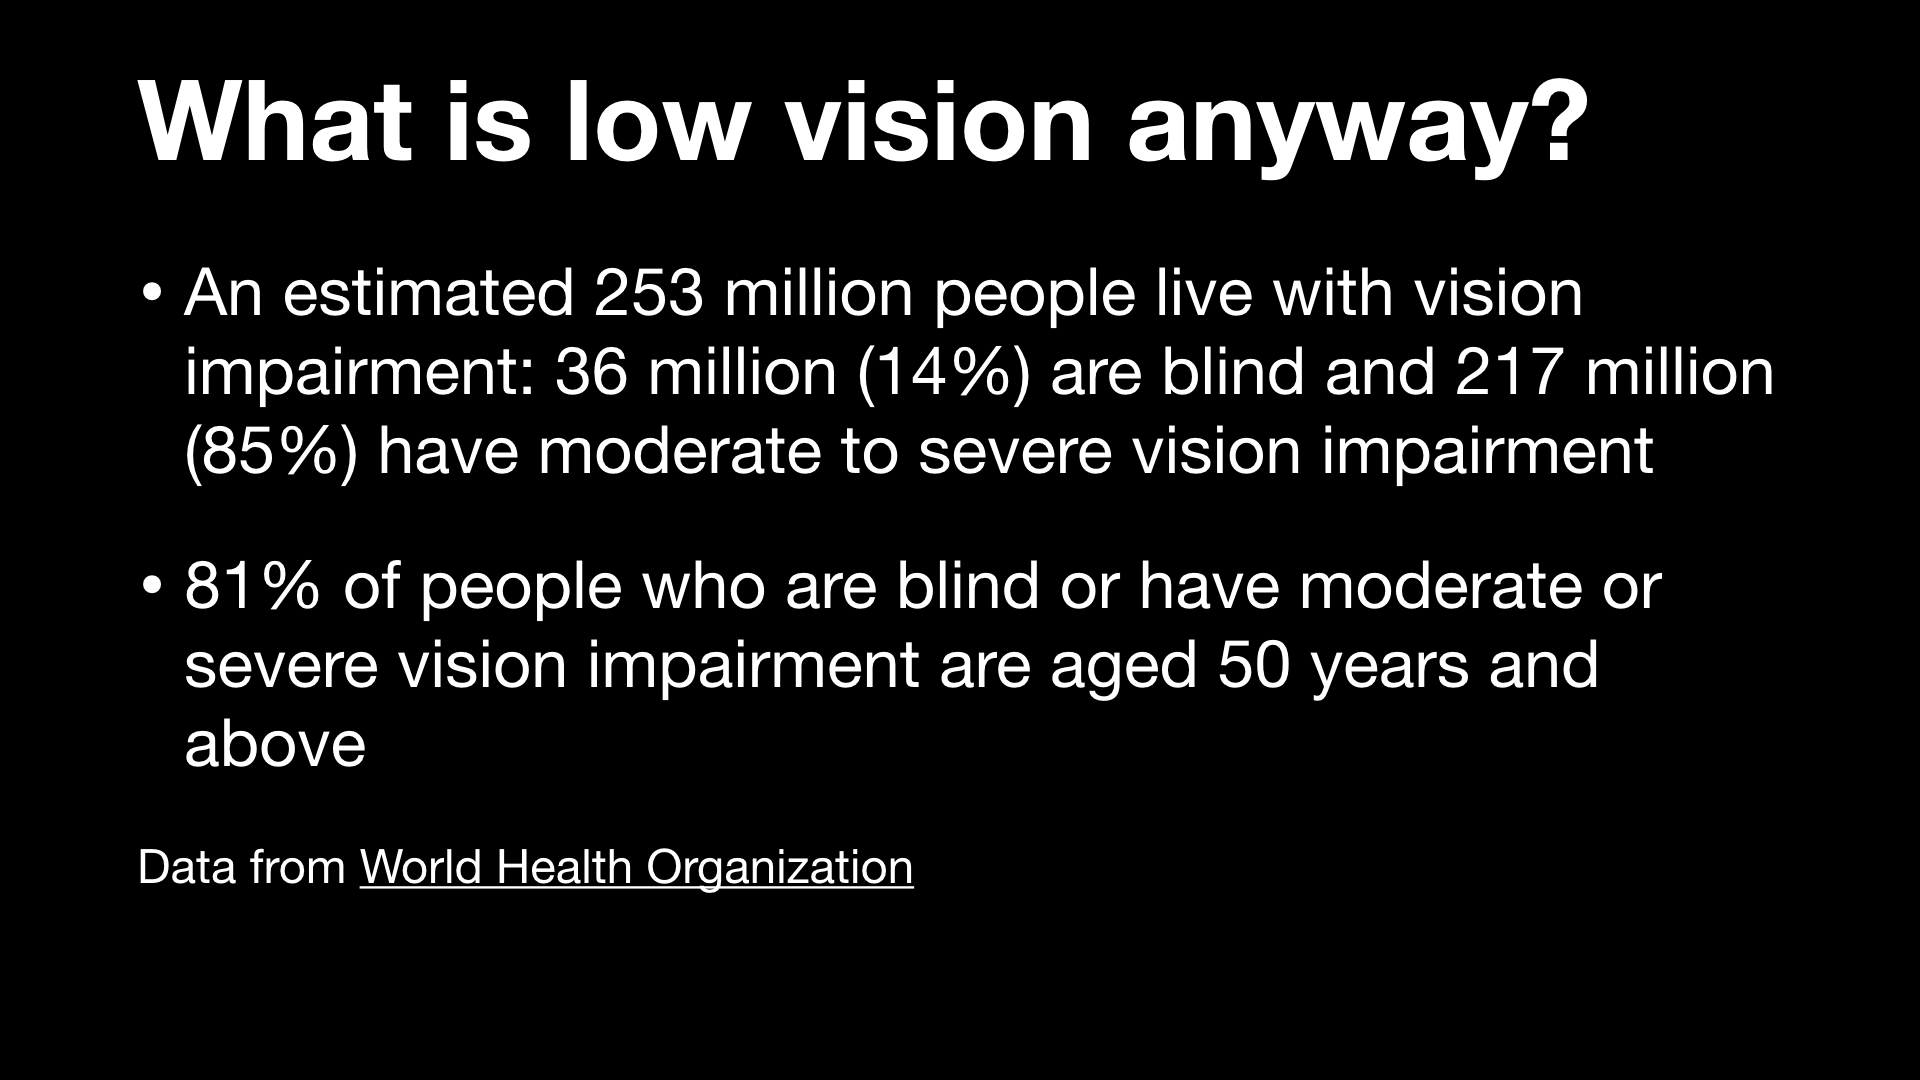 What is low vision anyway?
• An estimated 253 million people live with vision
impairment: 36 million (14%) are blind and 217 million
(85%) have moderate to severe vision impairment
• 81% of people who are blind or have moderate or
severe vision impairment are aged 50 years and
above
Data from World Health Organization